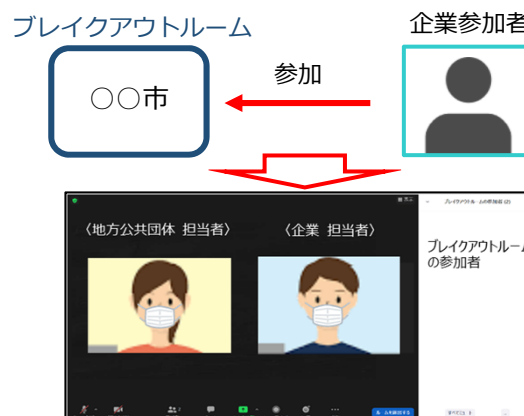 ブレイクアウトルーム
企業参加者
〇〇市
参加
〈地方公共団体 担当者〉
〈企業 担当者〉
ブレイクアウトルーム
の参加者